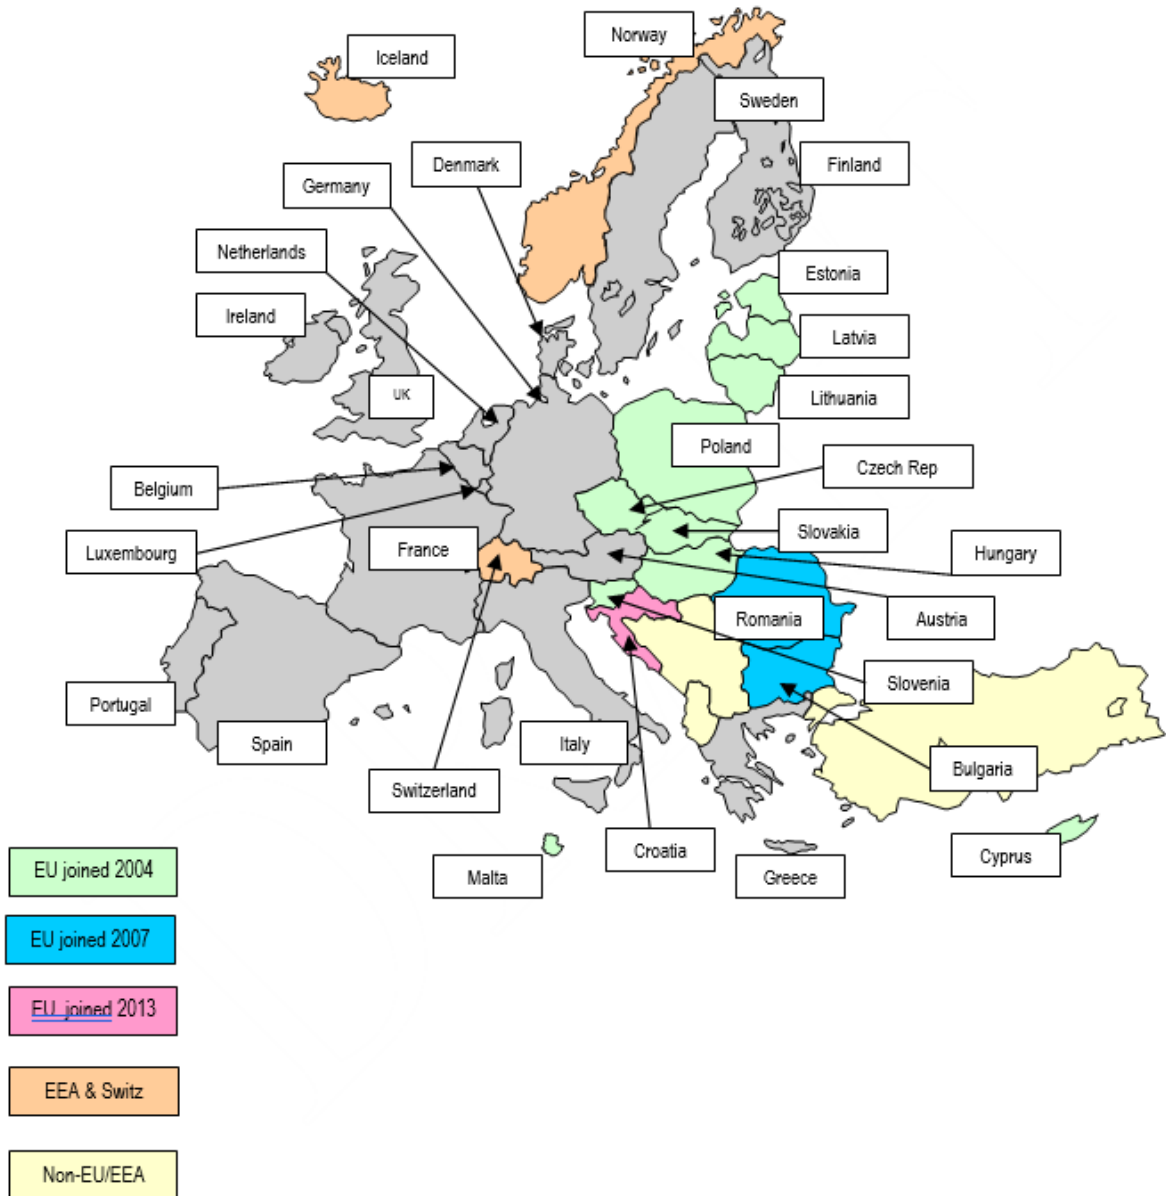 Norway
Iceland
Sweden
Denmark
Finland
Germany
Netherlands
Estonia
Ireland
Latvia
UK
Lithuania
Poland
Czech Rep
Belgium
Slovakia
Luxembourg
France
Hungary
Romania
Austria
Slovenia
Portugal
Spain
Italy
Bulgaria
Switzerland
Croatia
Cyprus
Malta
Greece
EU joined 2004
EU joined 2007
EU joined 2013
EEA & Switz
Non-EU/EEA